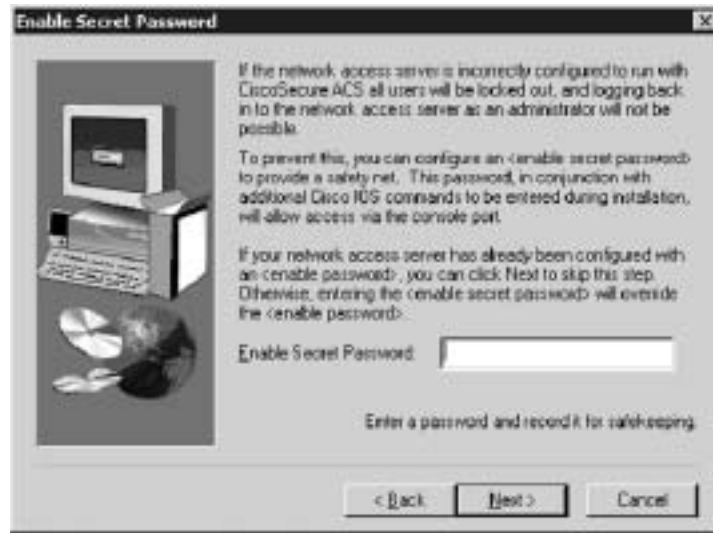 Enable Secret Password
If the network access server is incorrectly configured to run with
CiscoSecure ACS all users will be locked out, and logging back
in to the network access server as an administrator will not be
possible.
To prevent this, you can configure an <enable secret password>
to provide a safety net. This password, in conjunction with
additional Cisco IOS commands to be entered during installation,
will allow access via the console port.
If your network access server has already been configured with
an <enable password>, you can click Next to skip this step.
Otherwise, entering the <enable secret password> will override
the <enable password>.
Enable Secret Password:
Enter a password and record it for safekeeping.
< Back
Next >
Cancel